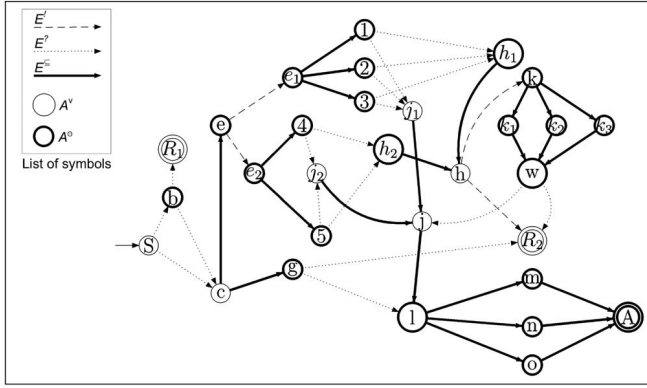 E!
E?
E⊆
Aᵛ
A⊙
List of symbols
1
2
3
e₁
h₁
j₁
k
k₁
k₂
k₃
e
4
R₁
e₂
j₂
h₂
h
w
b
5
j
S
R₂
c
g
m
l
n
A
o